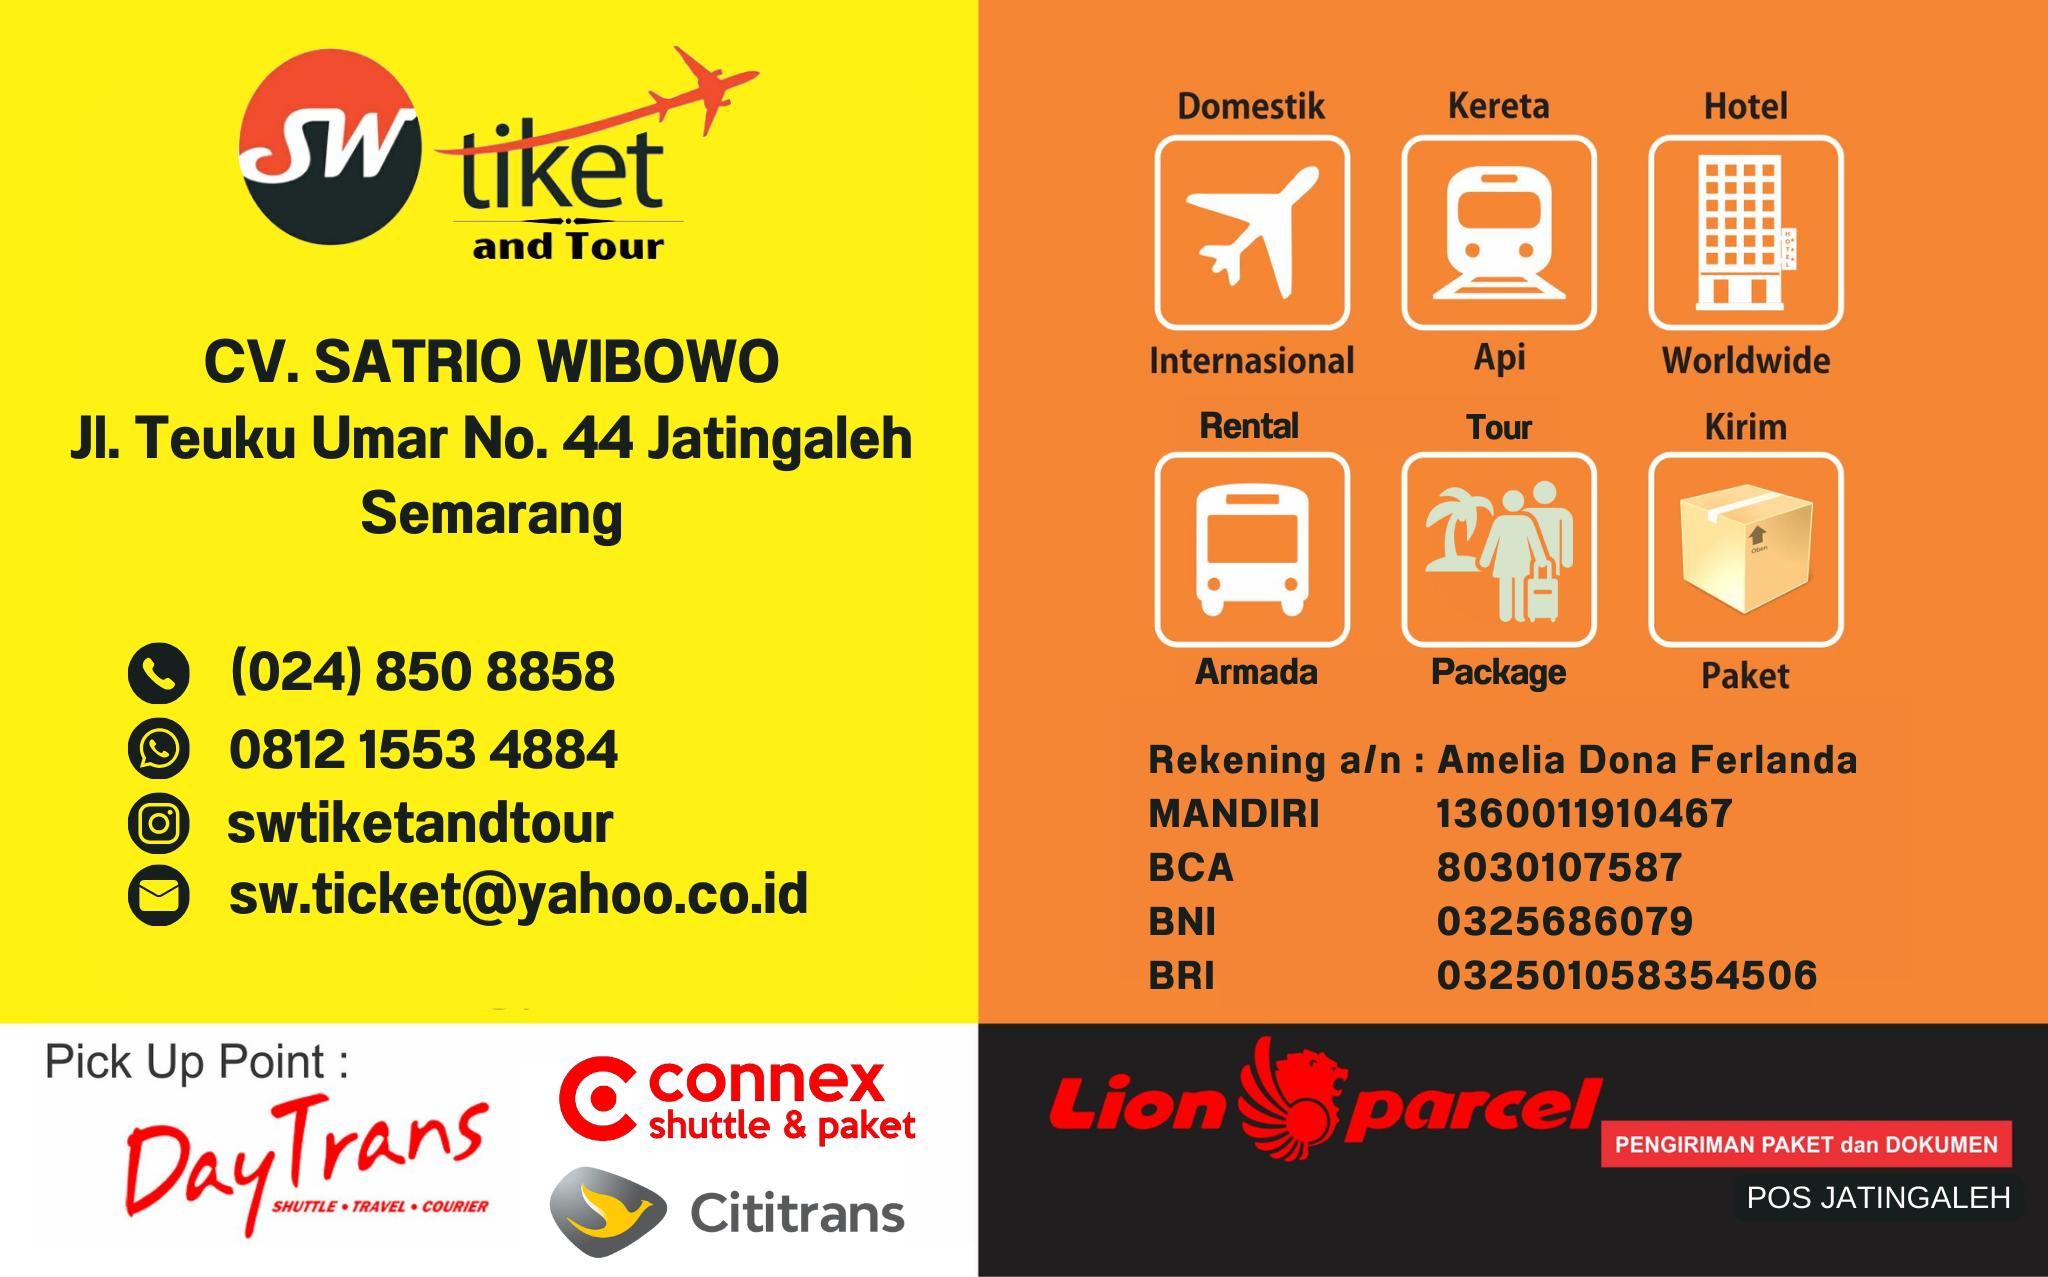 SW tiket
and Tour
CV. SATRIO WIBOWO
Jl. Teuku Umar No. 44 Jatingaleh
Semarang
(024) 850 8858
0812 1553 4884
swtiketandtour
sw.ticket@yahoo.co.id
Domestik
Internasional
Kereta
Api
Hotel
HOTEL
Worldwide
Rental
Armada
Tour
Package
Kirim
Oben
Paket
Rekening a/n : Amelia Dona Ferlanda
MANDIRI 1360011910467
BCA 8030107587
BNI 0325686079
BRI 032501058354506
Pick Up Point :
DayTrans
SHUTTLE • TRAVEL • COURIER
connex
shuttle & paket
Cititrans
Lion parcel
PENGIRIMAN PAKET dan DOKUMEN
POS JATINGALEH